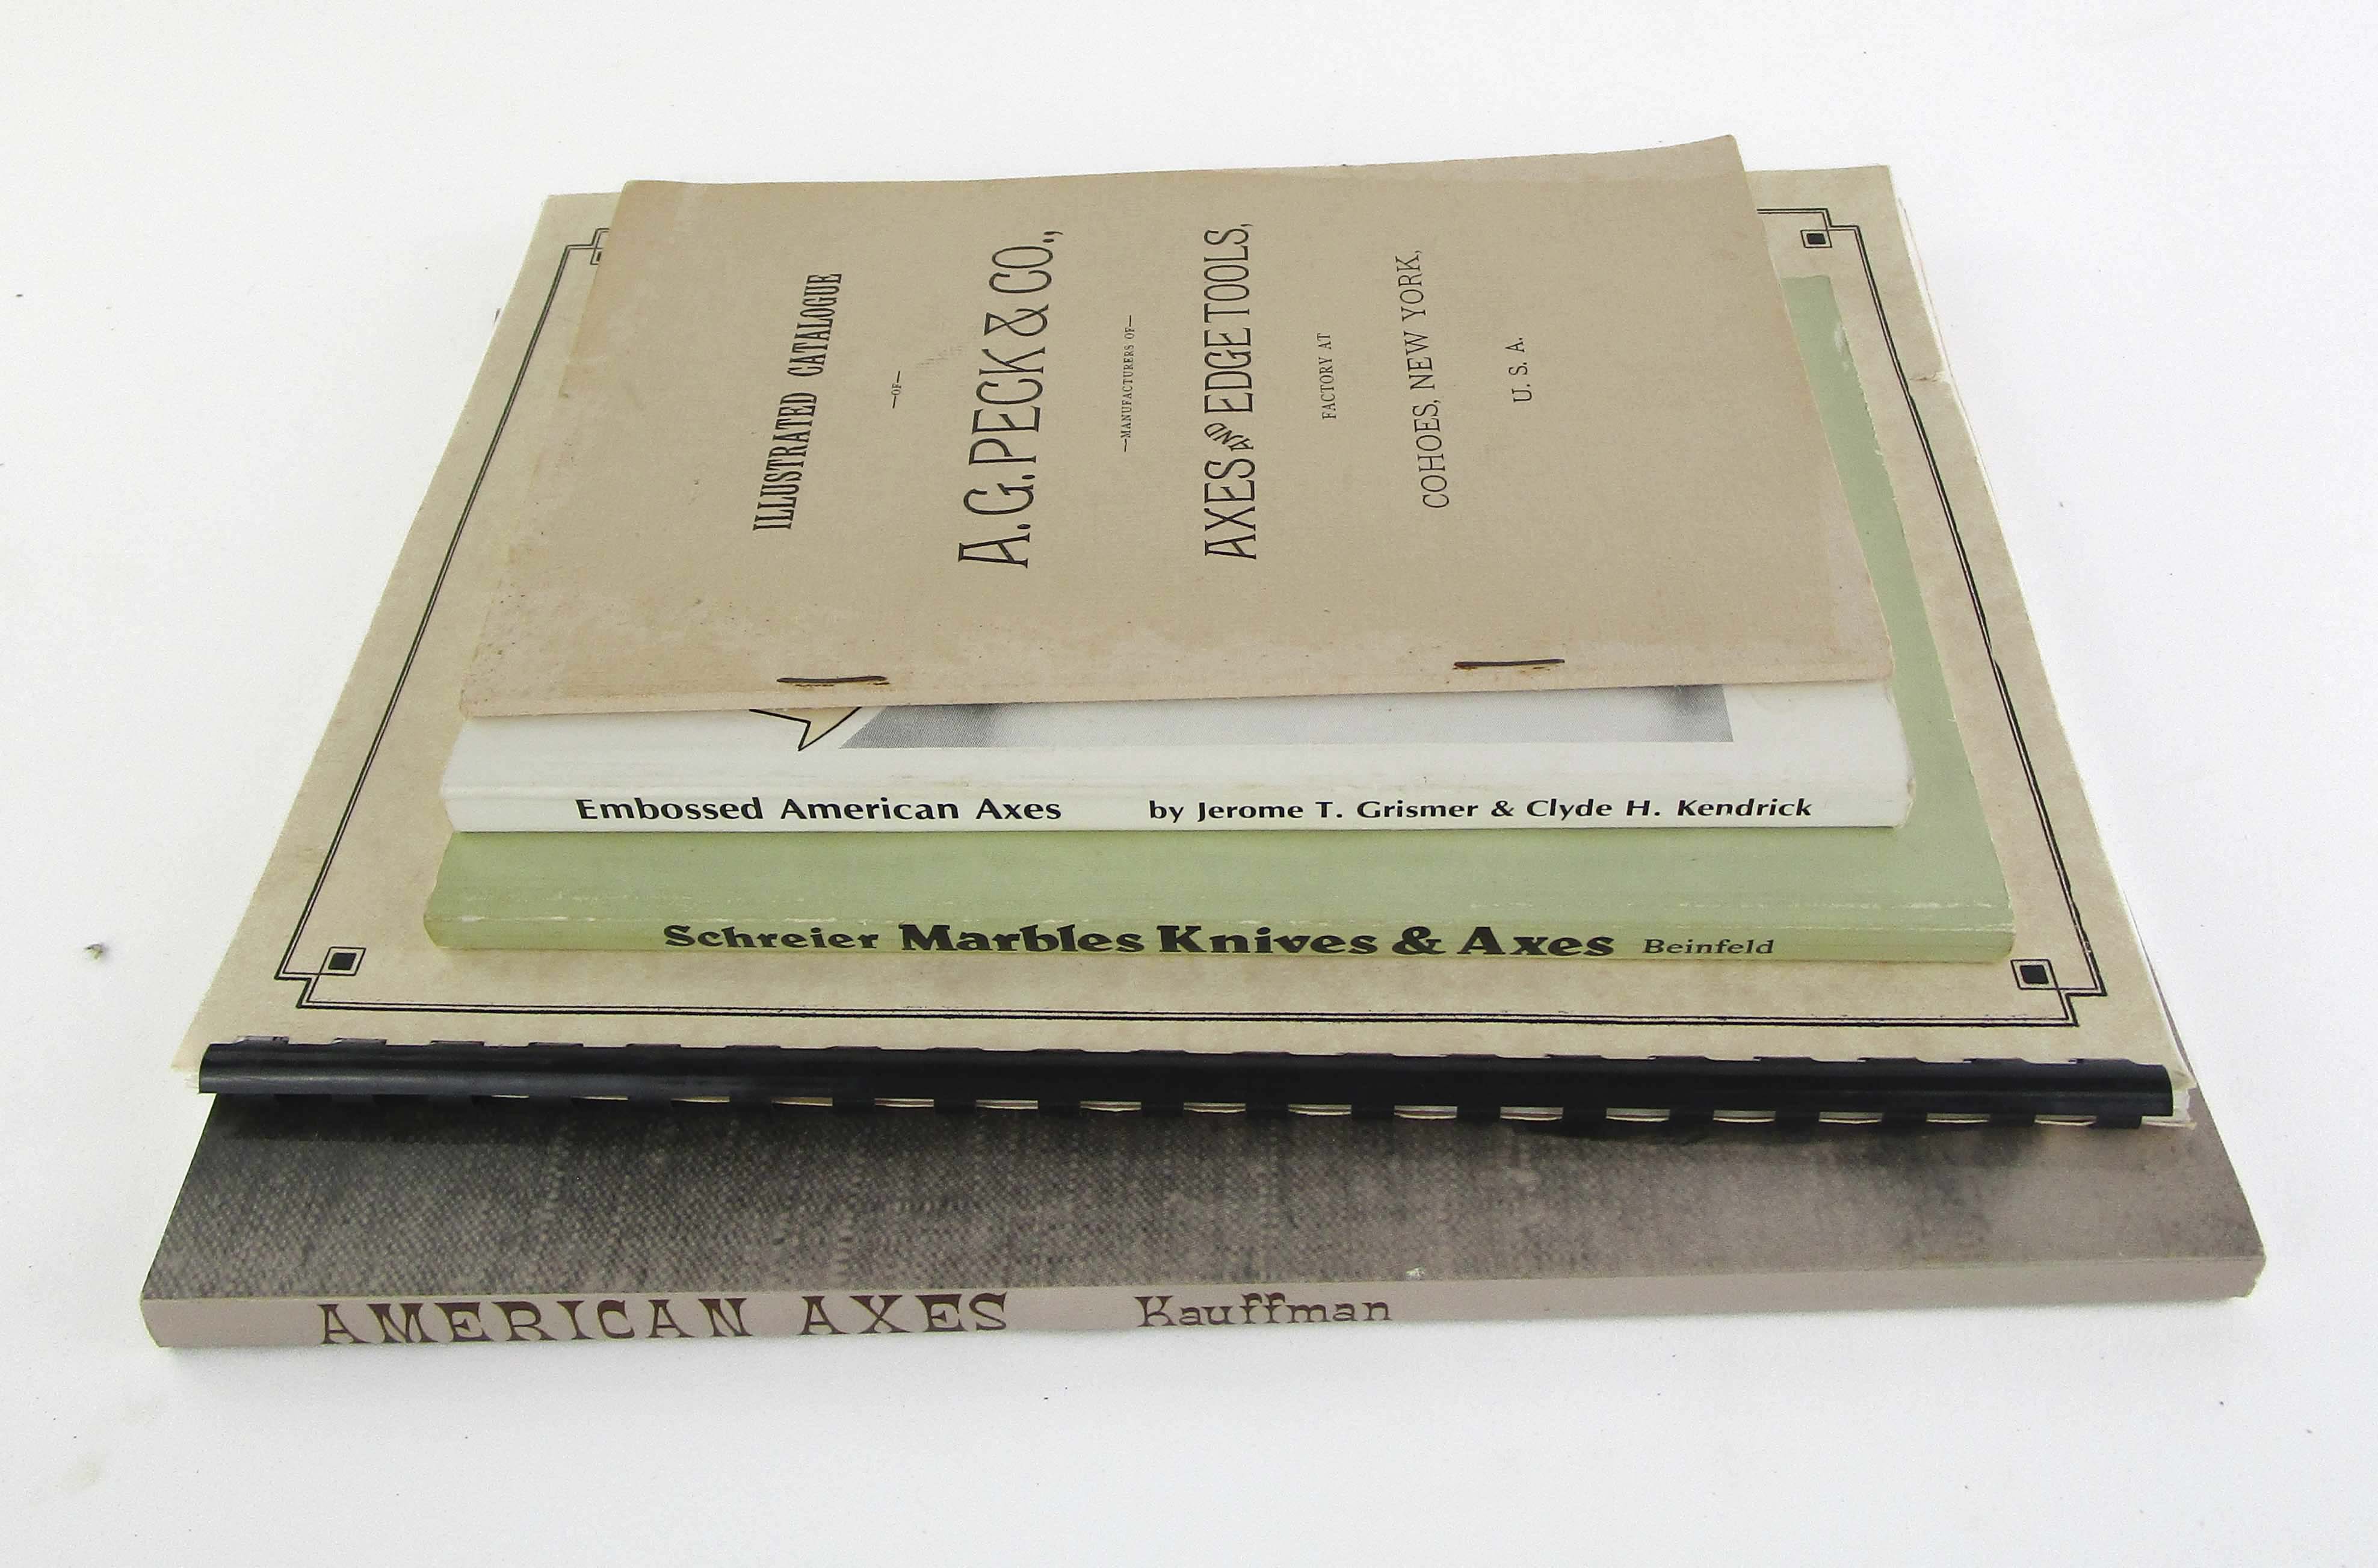 ILLUSTRATED CATALOGUE
—OF—
A. G. PECK & CO.,
—MANUFACTURERS OF—
AXES AND EDGE TOOLS,
FACTORY AT
COHOES, NEW YORK,
U. S. A.
Embossed American Axes by Jerome T. Grismer & Clyde H. Kendrick
Schreier Marbles Knives & Axes Beinfeld
AMERICAN AXES Kauffman